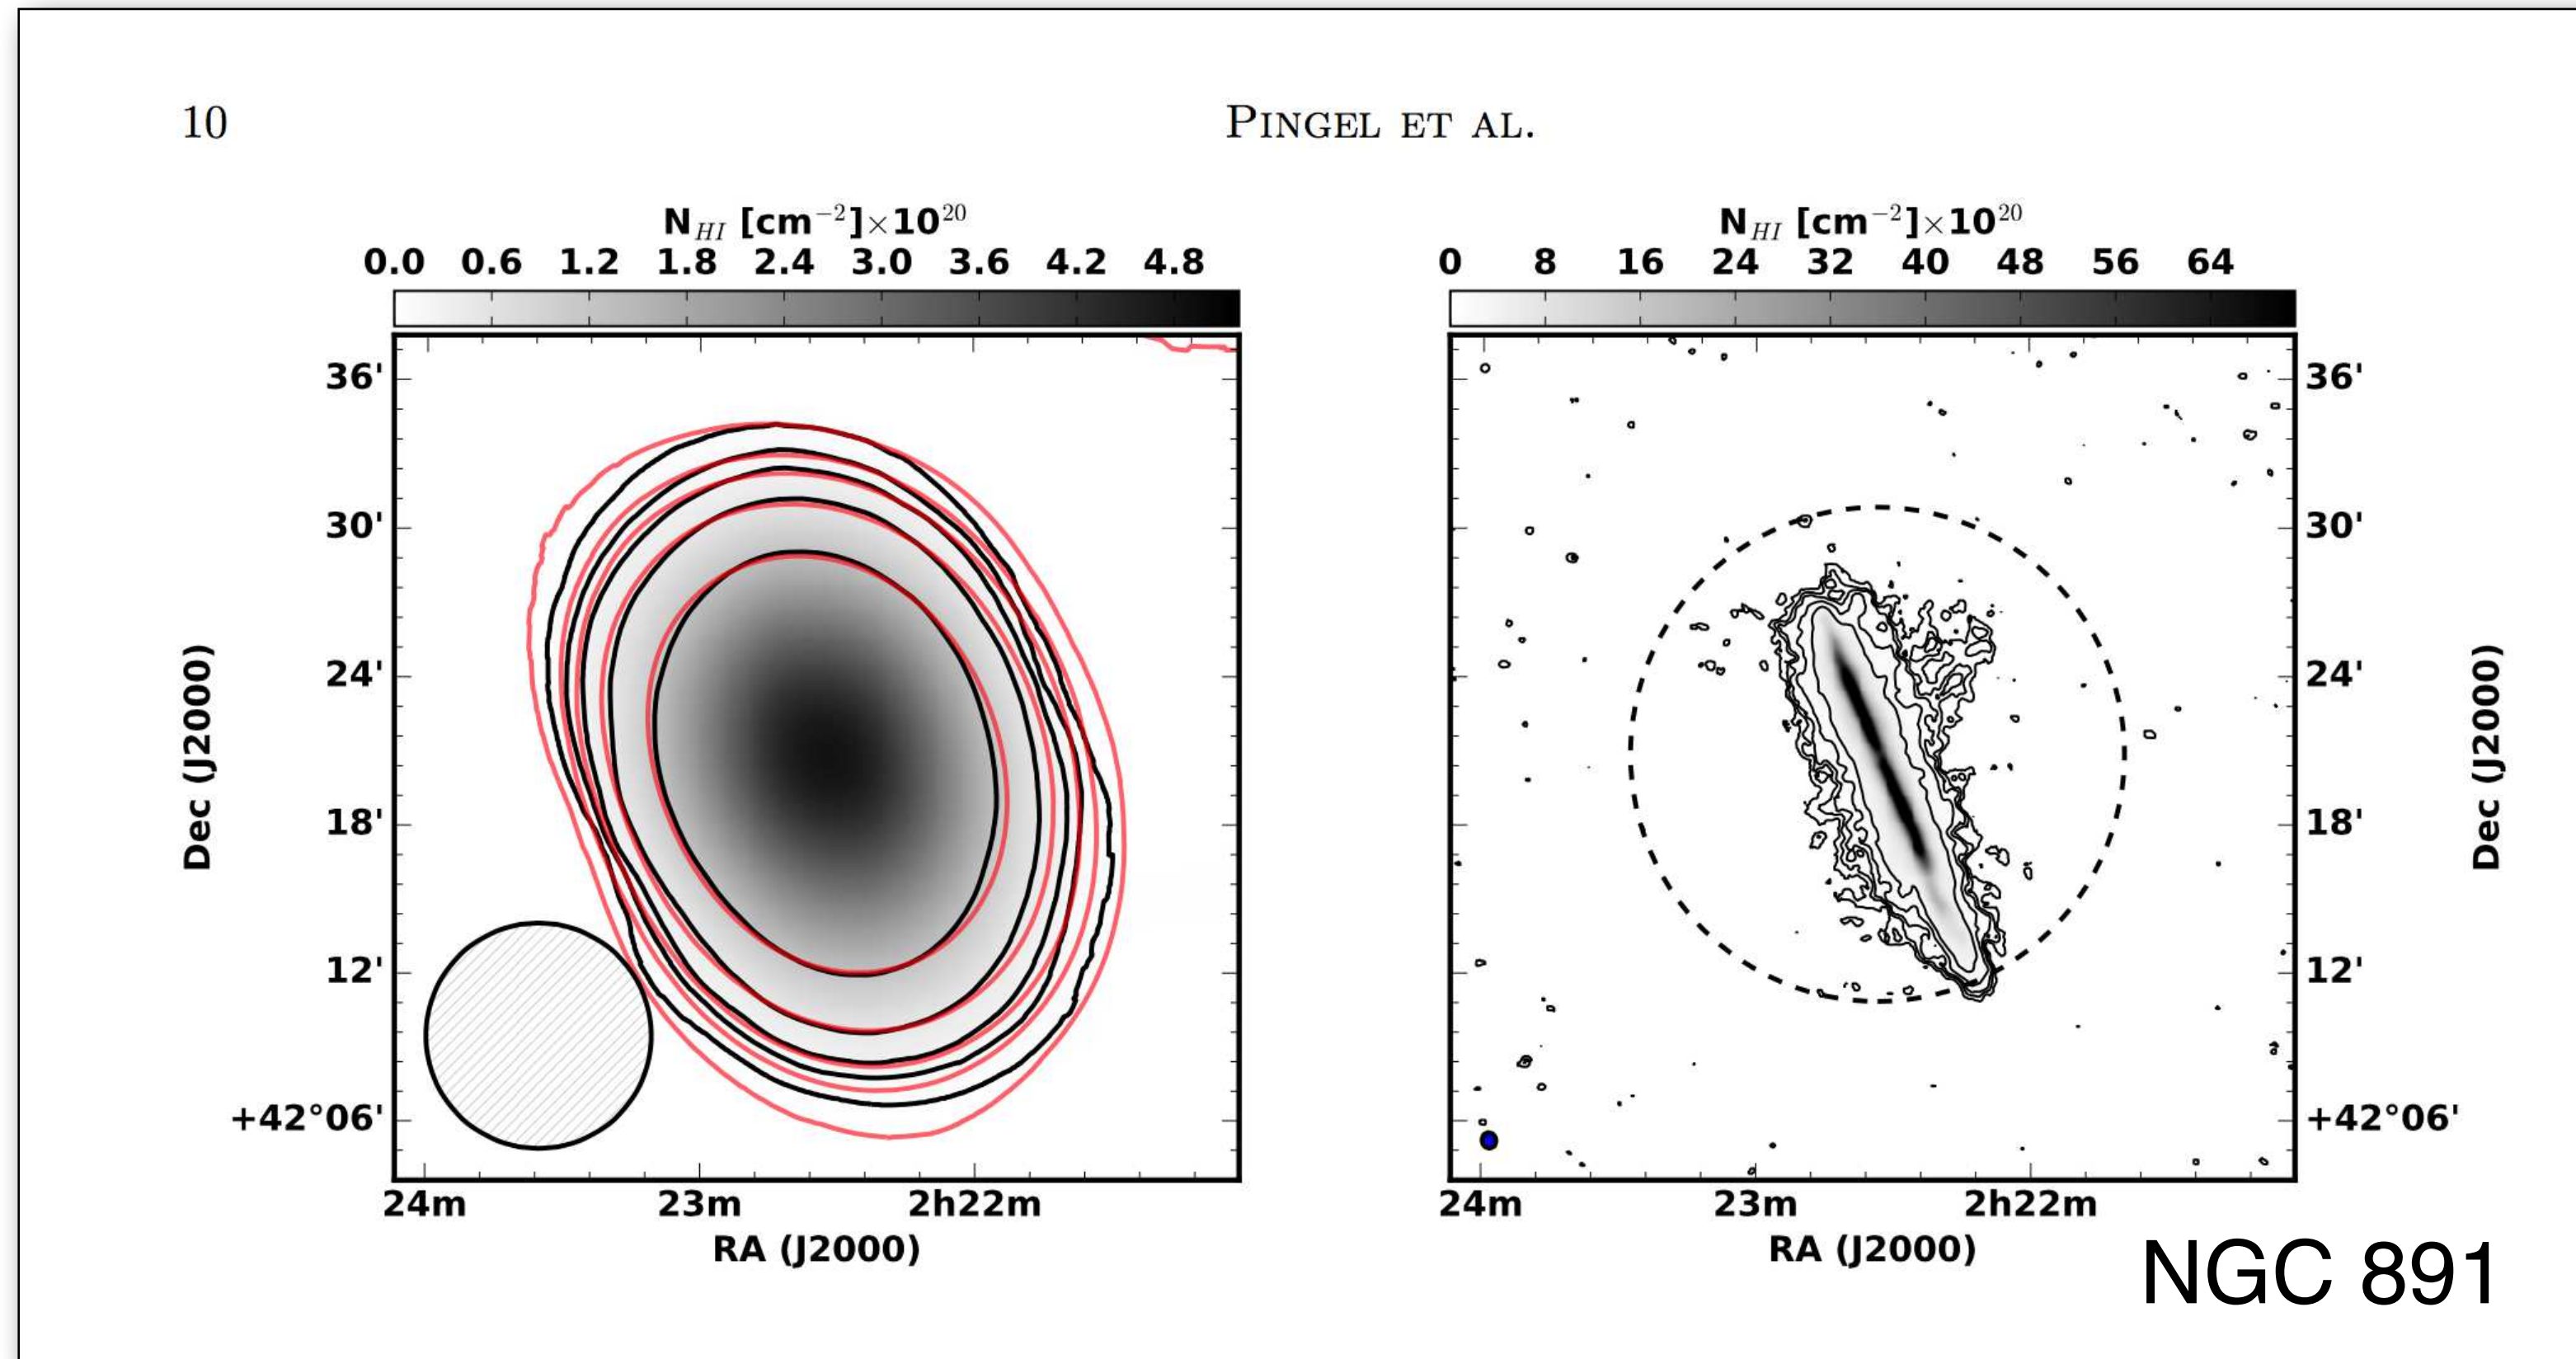 10
PINGEL ET AL.
N_HI [cm^−2]×10^20
0.0 0.6 1.2 1.8 2.4 3.0 3.6 4.2 4.8
36'
30'
24'
18'
12'
+42°06'
Dec (J2000)
24m 23m 2h22m
RA (J2000)
N_HI [cm^−2]×10^20
0 8 16 24 32 40 48 56 64
36'
30'
24'
18'
12'
+42°06'
Dec (J2000)
24m 23m 2h22m
RA (J2000)
NGC 891